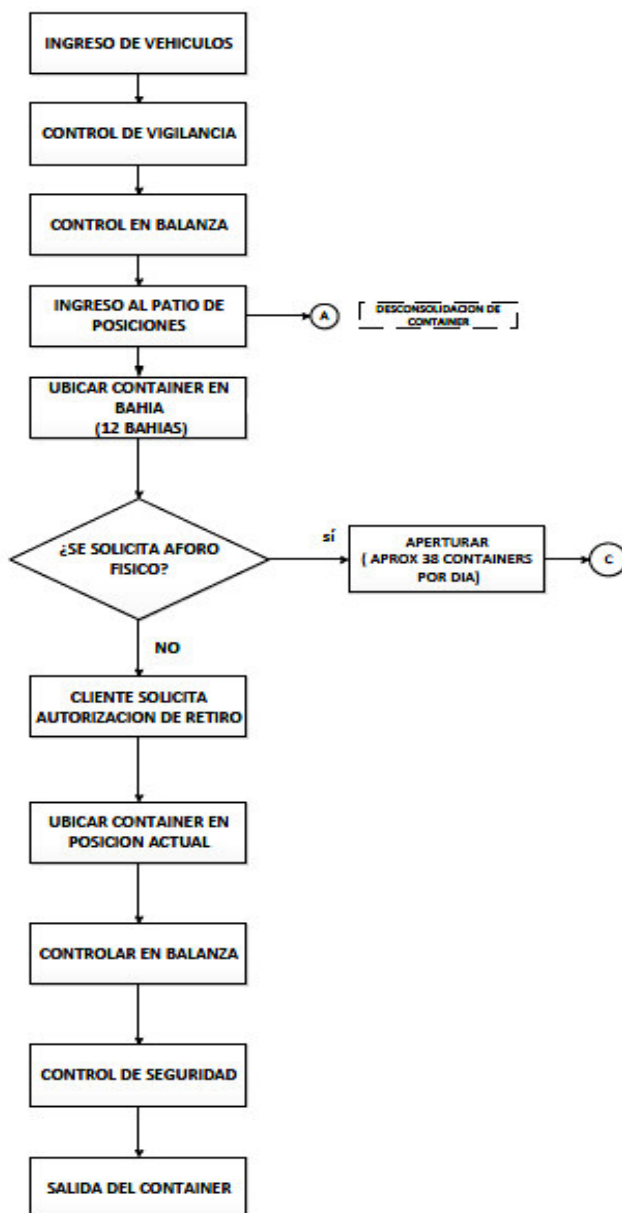 INGRESO DE VEHICULOS
CONTROL DE VIGILANCIA
CONTROL EN BALANZA
INGRESO AL PATIO DE
POSICIONES
A
DESCONSOLIDACION DE
CONTAINER
UBICAR CONTAINER EN
BAHIA
(12 BAHIAS)
¿SE SOLICITA AFORO
FISICO?
sí
APERTURAR
( APROX 38 CONTAINERS
POR DIA)
C
NO
CLIENTE SOLICITA
AUTORIZACION DE RETIRO
UBICAR CONTAINER EN
POSICION ACTUAL
CONTROLAR EN BALANZA
CONTROL DE SEGURIDAD
SALIDA DEL CONTAINER